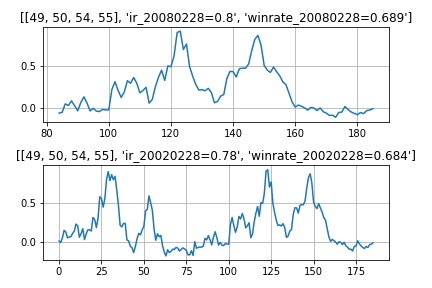 [[49, 50, 54, 55], 'ir_20080228=0.8', 'winrate_20080228=0.689']
0.5
0.0
80 100 120 140 160 180
[[49, 50, 54, 55], 'ir_20020228=0.78', 'winrate_20020228=0.684']
0.5
0.0
0 25 50 75 100 125 150 175